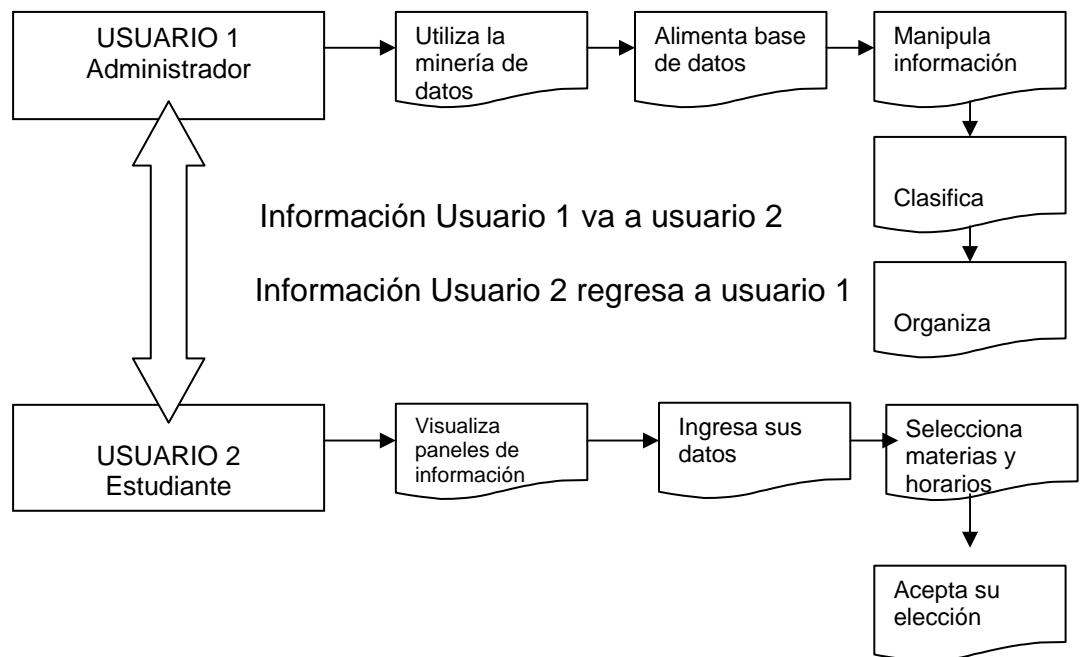 USUARIO 1
Administrador
Utiliza la
minería de
datos
Alimenta base
de datos
Manipula
información
Clasifica
Información Usuario 1 va a usuario 2
Información Usuario 2 regresa a usuario 1
Organiza
USUARIO 2
Estudiante
Visualiza
paneles de
información
Ingresa sus
datos
Selecciona
materias y
horarios
Acepta su
elección